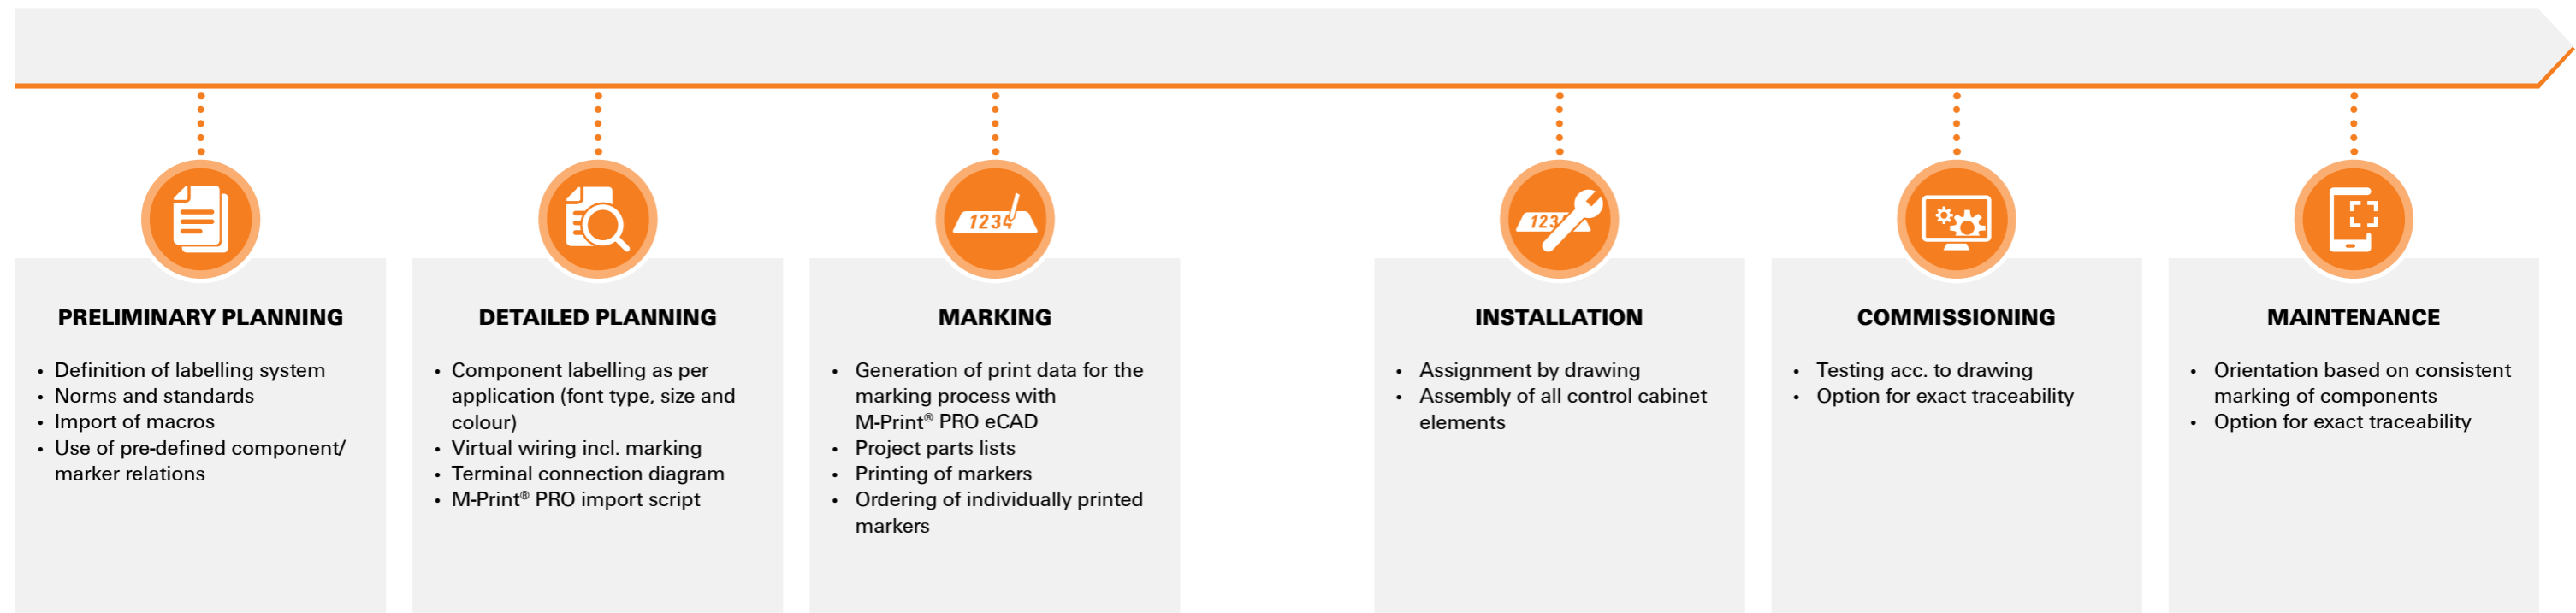 1234
123
PRELIMINARY PLANNING
• Definition of labelling system
• Norms and standards
• Import of macros
• Use of pre-defined component/
marker relations
DETAILED PLANNING
• Component labelling as per
application (font type, size and
colour)
• Virtual wiring incl. marking
• Terminal connection diagram
• M-Print® PRO import script
MARKING
• Generation of print data for the
marking process with
M-Print® PRO eCAD
• Project parts lists
• Printing of markers
• Ordering of individually printed
markers
INSTALLATION
• Assignment by drawing
• Assembly of all control cabinet
elements
COMMISSIONING
• Testing acc. to drawing
• Option for exact traceability
MAINTENANCE
• Orientation based on consistent
marking of components
• Option for exact traceability